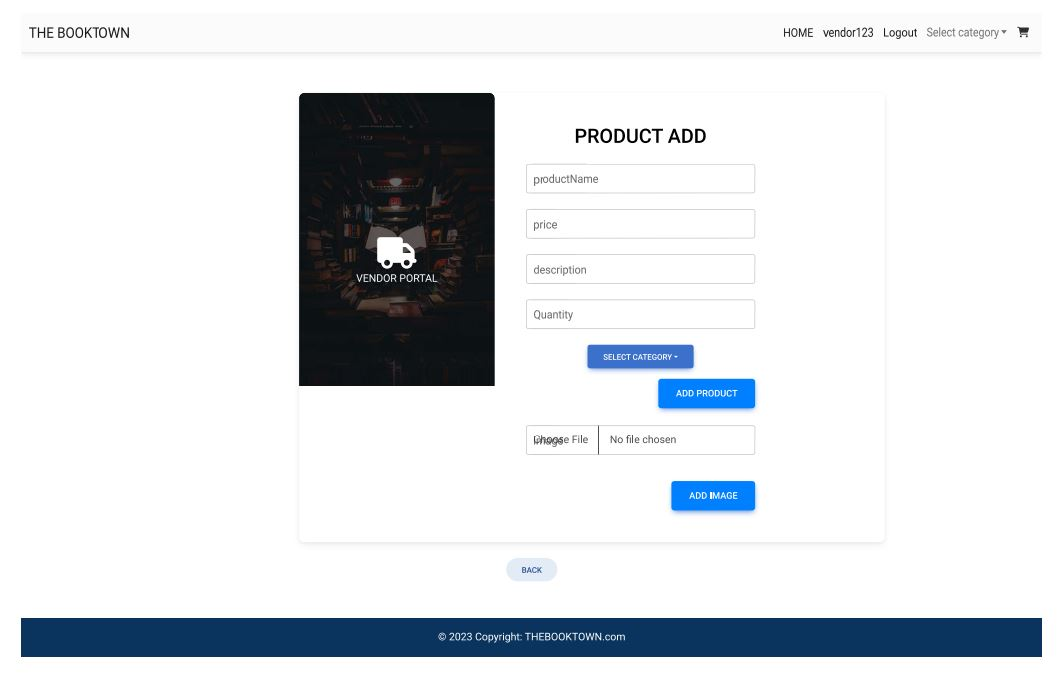 THE BOOKTOWN
HOME vendor123 Logout Select category
VENDOR PORTAL
PRODUCT ADD
productName
price
description
Quantity
SELECT CATEGORY
ADD PRODUCT
Image
Choose File No file chosen
ADD IMAGE
BACK
© 2023 Copyright: THEBOOKTOWN.com